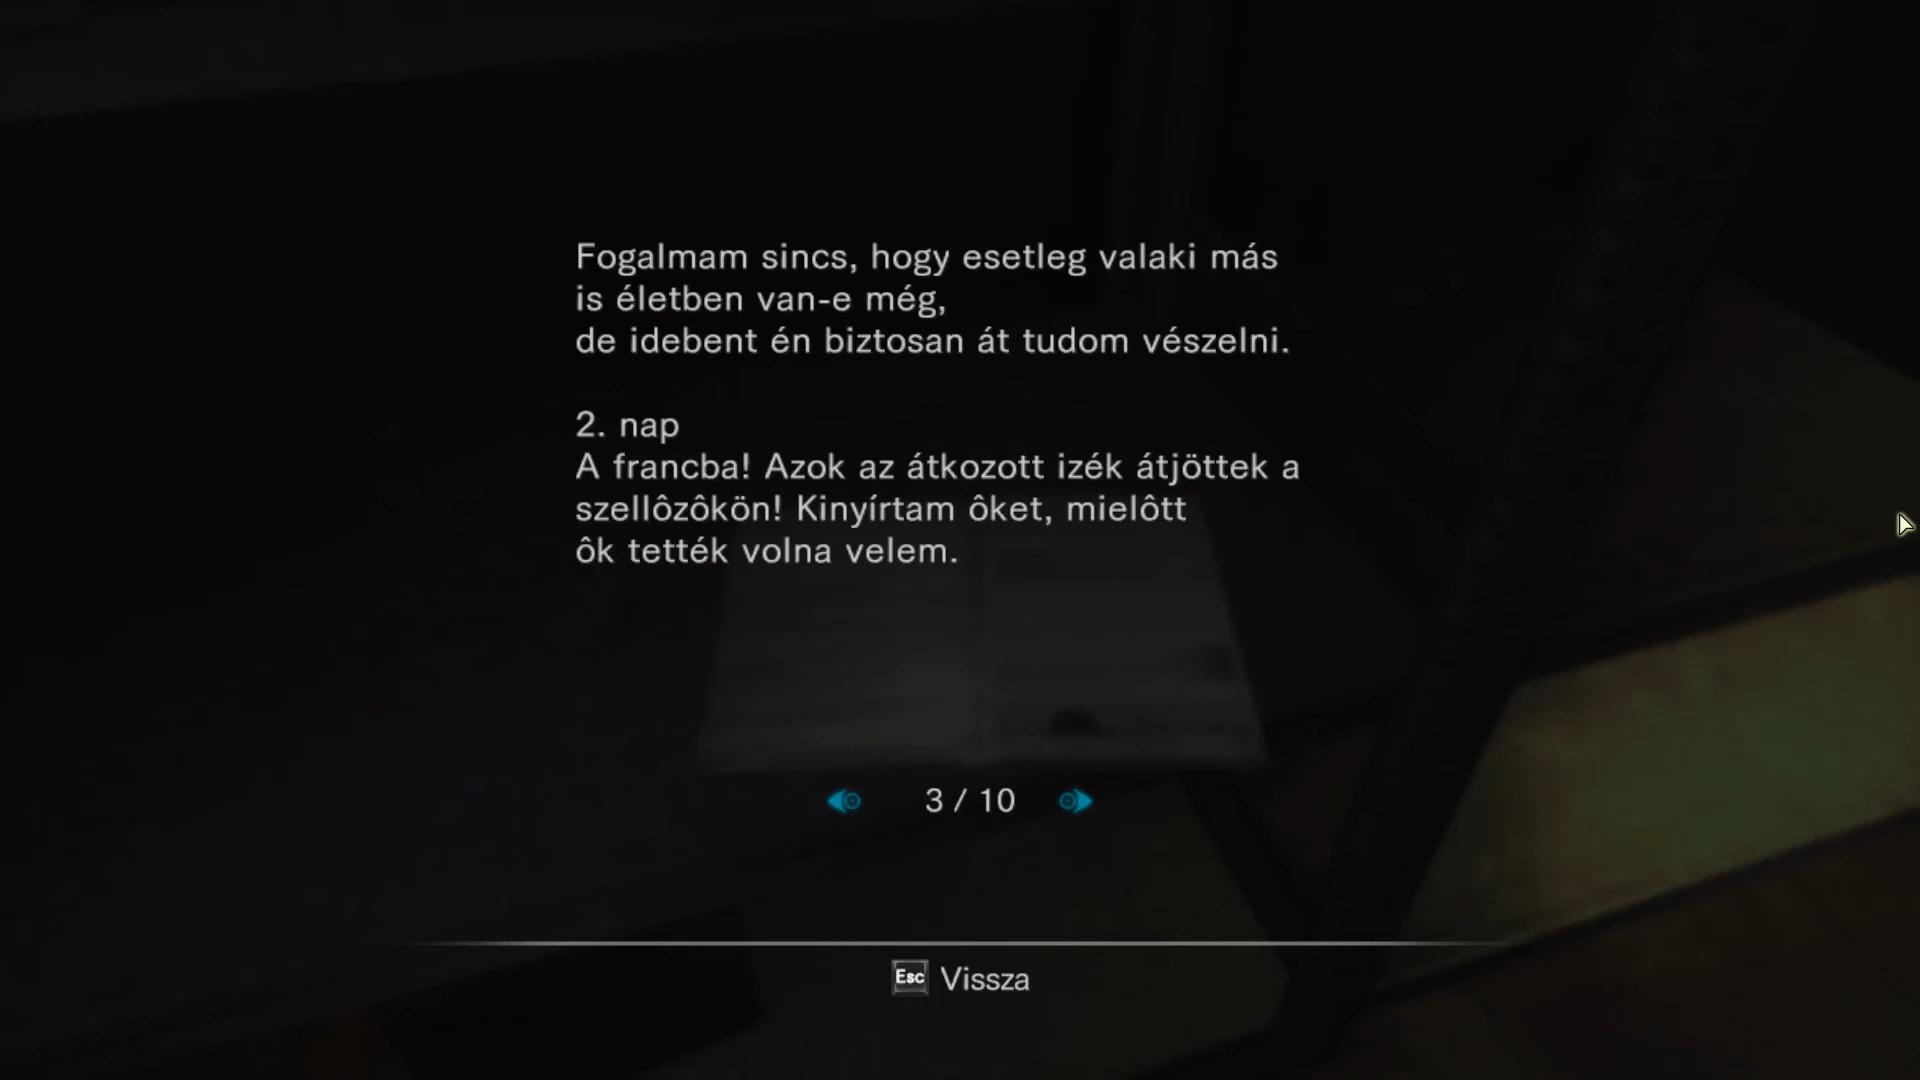 Fogalmam sincs, hogy esetleg valaki más
is életben van-e még,
de idebent én biztosan át tudom vészelni.
2. nap
A francba! Azok az átkozott izék átjöttek a
szellôzôkön! Kinyírtam ôket, mielôtt
ôk tették volna velem.
3 / 10
Esc Vissza